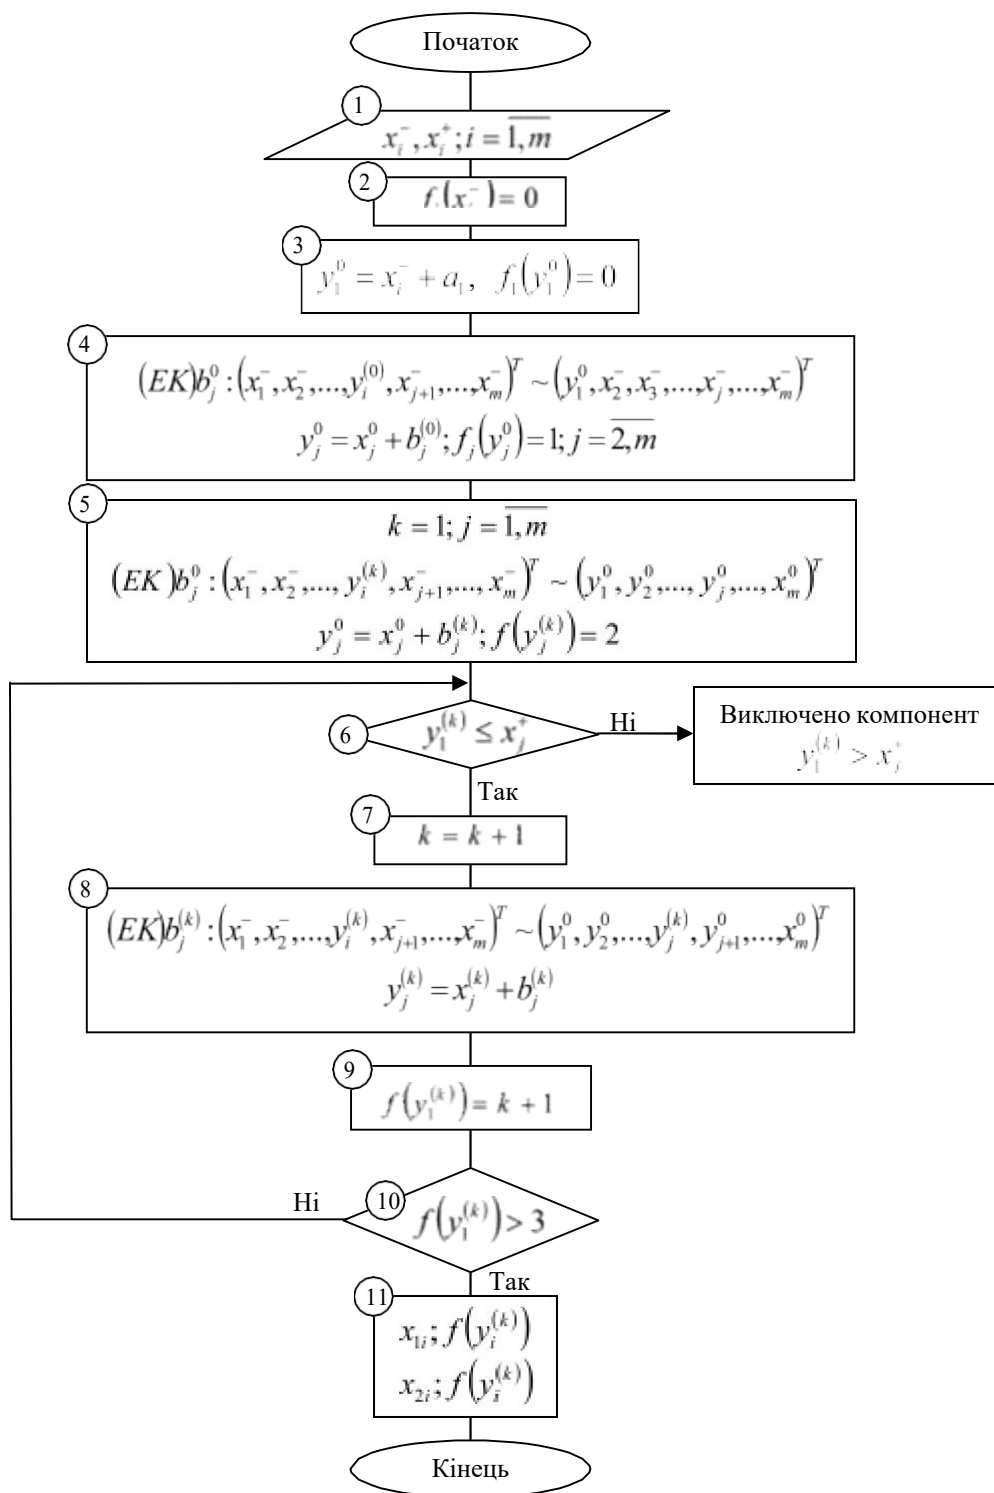 Початок
1
x_i^-, x_i^+; i = \overline{1,m}
2
f_i(x_i^-) = 0
3
y_1^0 = x_i^- + a_1, f_1(y_1^0) = 0
4
(EK)b_j^0 : (x_1^-, x_2^-, ..., y_i^{(0)}, x_{j+1}^-, ..., x_m^-)^T ~ (y_1^0, x_2^-, x_3^-, ..., x_j^-, ..., x_m^-)^T
y_j^0 = x_j^0 + b_j^{(0)}; f_j(y_j^0) = 1; j = \overline{2,m}
5
k = 1; j = \overline{1,m}
(EK)b_j^0 : (x_1^-, x_2^-, ..., y_i^{(k)}, x_{j+1}^-, ..., x_m^-)^T ~ (y_1^0, y_2^0, ..., y_j^0, ..., x_m^0)^T
y_j^0 = x_j^0 + b_j^{(k)}; f(y_j^{(k)}) = 2
6
y_1^{(k)} ≤ x_j^+
Ні
Виключено компонент
y_1^{(k)} > x_j^+
Так
7
k = k + 1
8
(EK)b_j^{(k)} : (x_1^-, x_2^-, ..., y_i^{(k)}, x_{j+1}^-, ..., x_m^-)^T ~ (y_1^0, y_2^0, ..., y_j^{(k)}, y_{j+1}^0, ..., x_m^0)^T
y_j^{(k)} = x_j^{(k)} + b_j^{(k)}
9
f(y_1^{(k)}) = k + 1
Ні
10
f(y_1^{(k)}) > 3
Так
11
x_{1i}; f(y_i^{(k)})
x_{2i}; f(y_i^{(k)})
Кінець